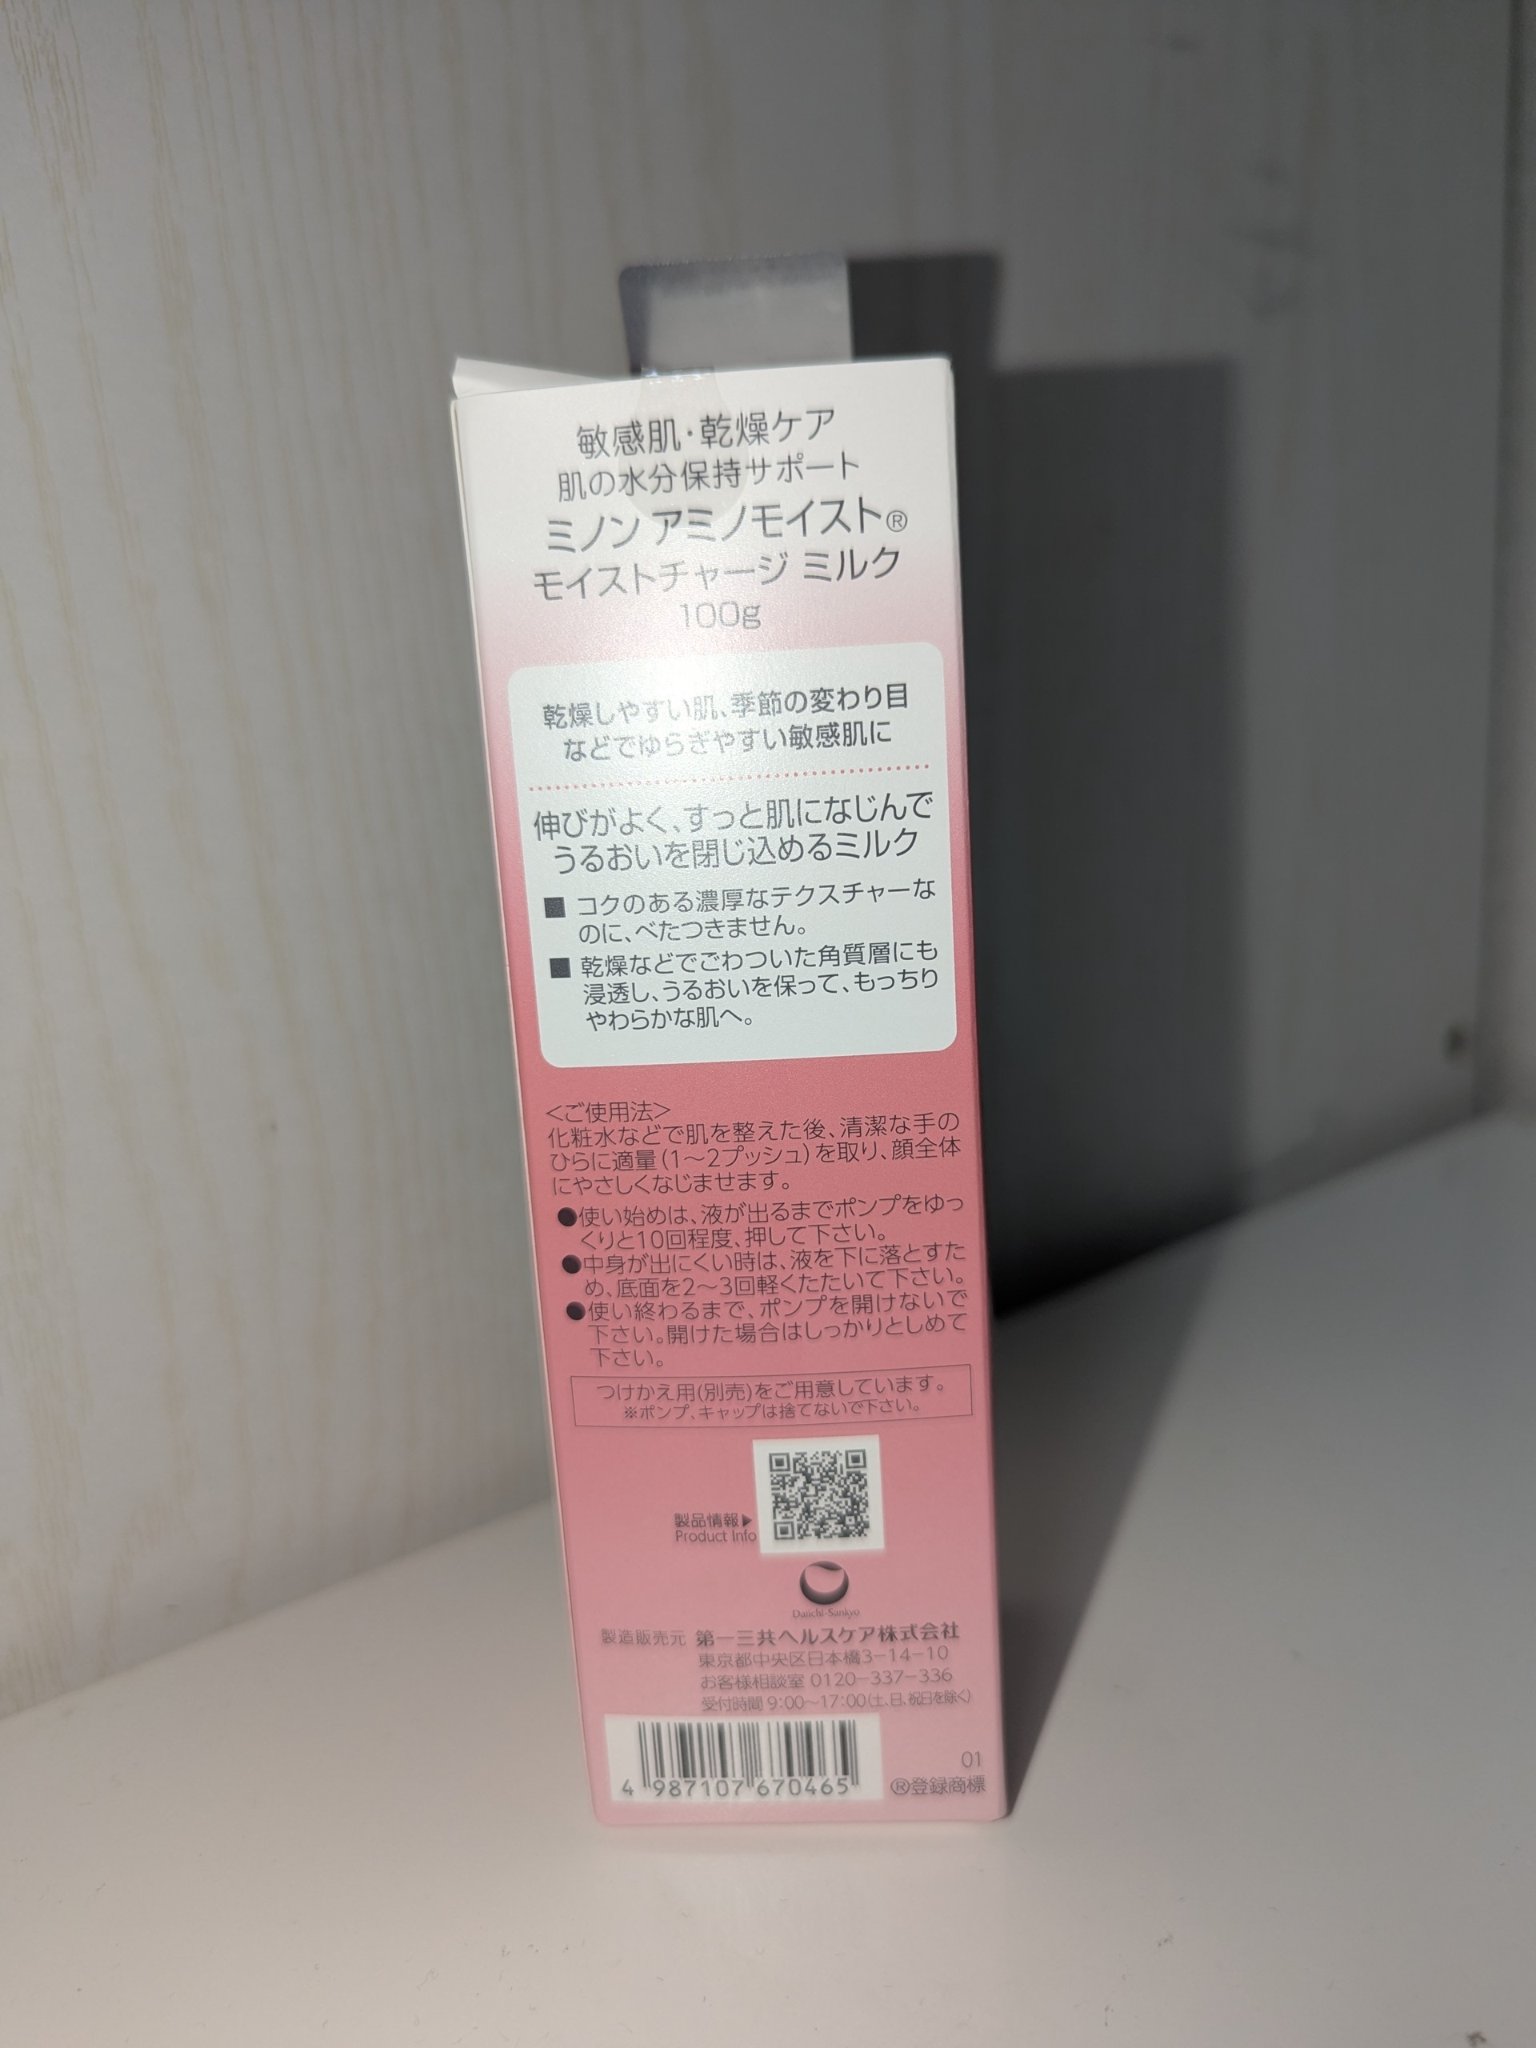 敏感肌・乾燥ケア
肌の水分保持サポート
ミノン アミノモイスト®
モイストチャージ ミルク
100g
乾燥しやすい肌、季節の変わり目
などでゆらぎやすい敏感肌に
伸びがよく、すっと肌になじんで
うるおいを閉じ込めるミルク
■ コクのある濃厚なテクスチャーな
のに、べたつきません。
■ 乾燥などでごわついた角質層にも
浸透し、うるおいを保って、もっちり
やわらかな肌へ。
<ご使用法>
化粧水などで肌を整えた後、清潔な手の
ひらに適量(1~2プッシュ)を取り、顔全体
にやさしくなじませます。
●使い始めは、液が出るまでポンプをゆっ
くりと10回程度、押して下さい。
●中身が出にくい時は、液を下に落とすた
め、底面を2~3回軽くたたいて下さい。
●使い終わるまで、ポンプを開けないで
下さい。開けた場合はしっかりとしめて
下さい。
つけかえ用(別売)をご用意しています。
※ポンプ、キャップは捨てないで下さい。
製品情報▶
Product Info
Daiichi-Sankyo
製造販売元 第一三共ヘルスケア株式会社
東京都中央区日本橋3-14-10
お客様相談室 0120-337-336
受付時間 9:00~17:00(土、日、祝日を除く)
4 987107 670465
01
®登録商標